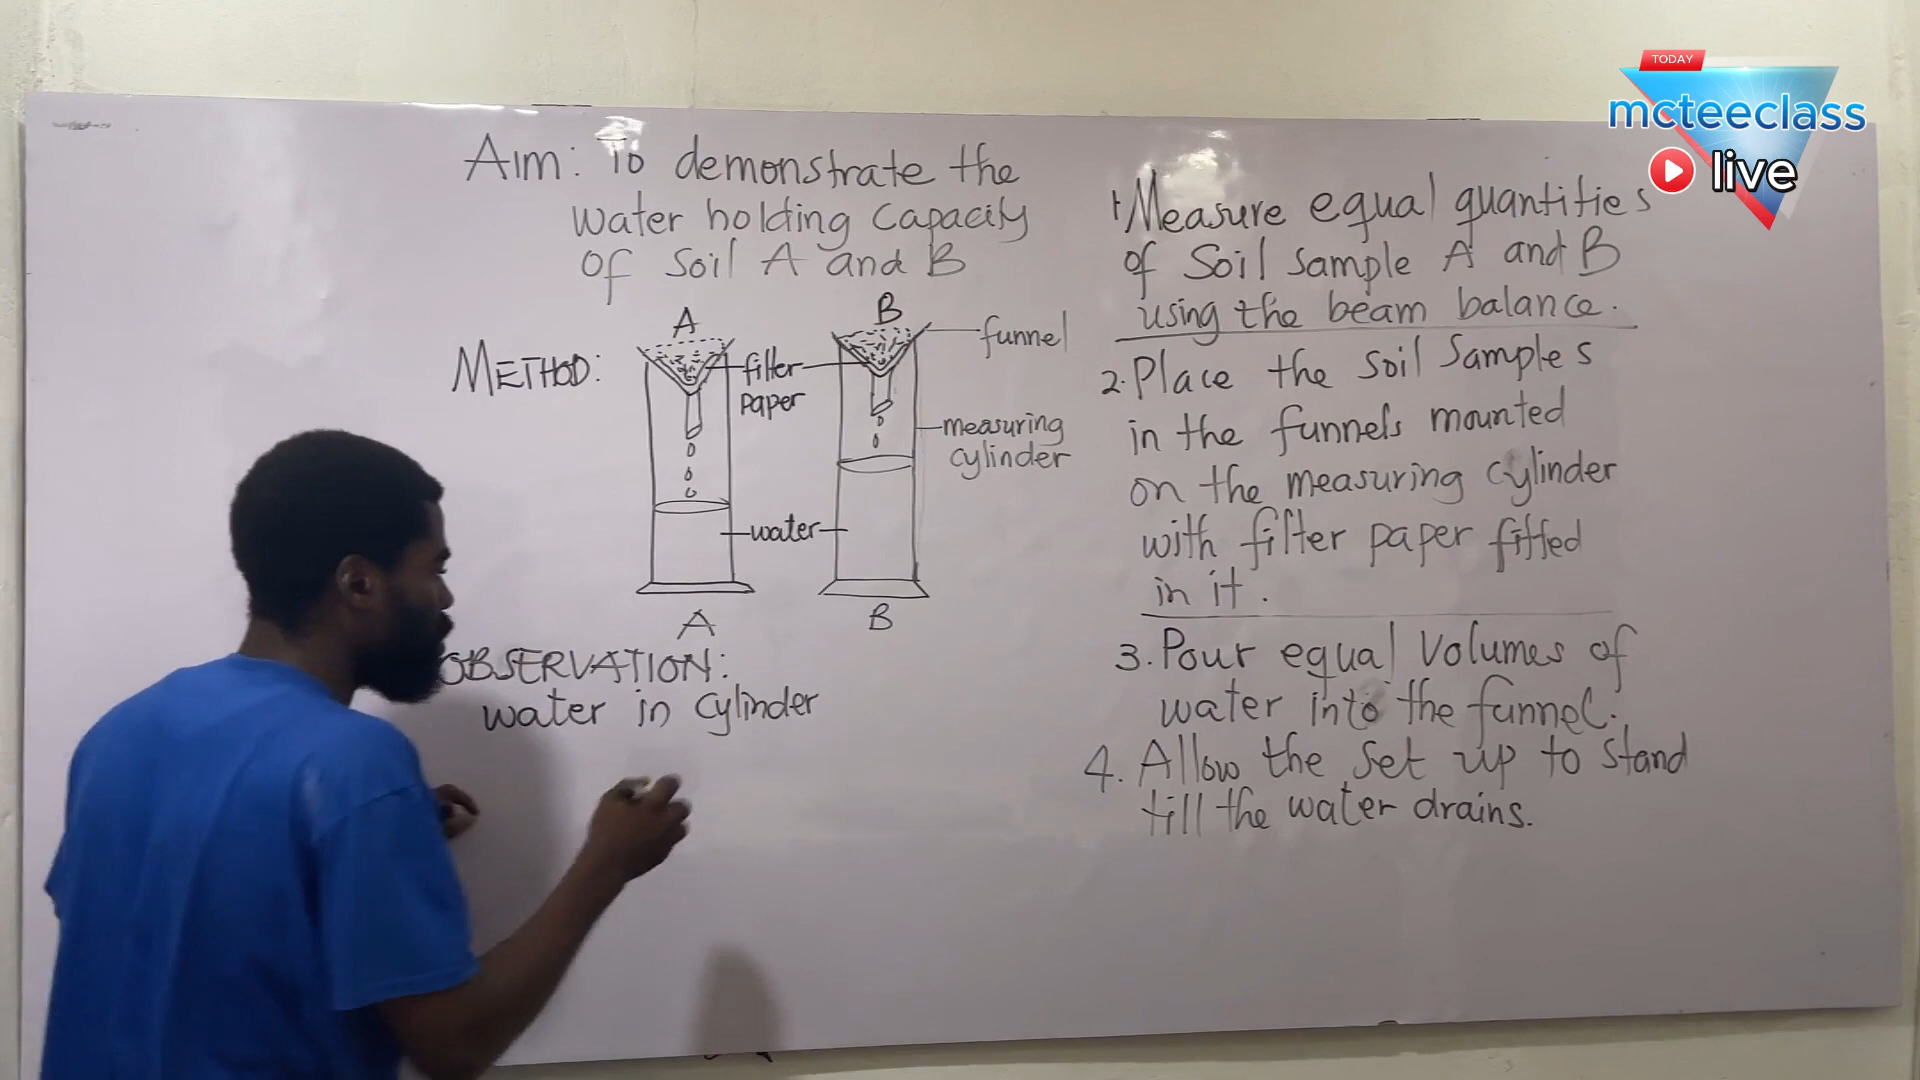 TODAY
mcteeclass
live
Aim: To demonstrate the
water holding capacity
of soil A and B
METHOD:
A
B
funnel
filter
paper
measuring
cylinder
water
A
B
OBSERVATION:
water in cylinder
1. Measure equal quantities
of Soil sample A and B
using the beam balance.
2. Place the soil samples
in the funnels mounted
on the measuring cylinder
with filter paper fitted
in it.
3. Pour equal volumes of
water into the funnel.
4. Allow the set up to stand
till the water drains.